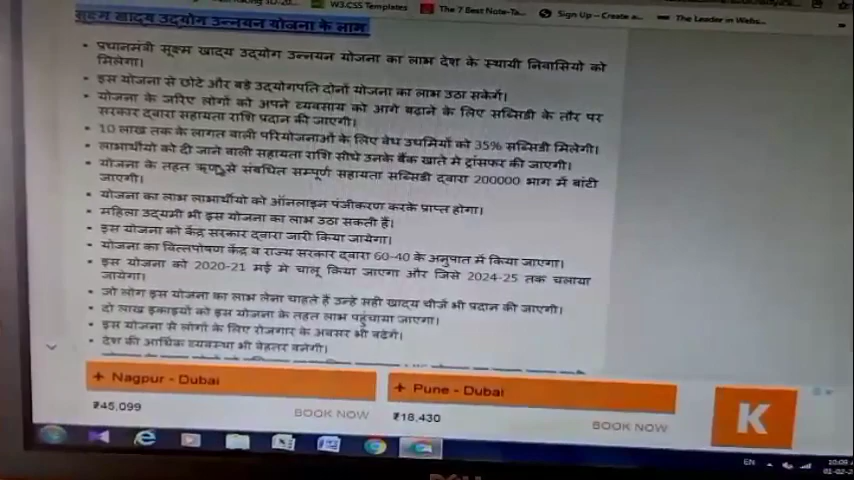 W3.CSS Templates
The 7 Best Note-Ta...
Sign Up – Create a...
The Leader in Webs...
सूक्ष्म खाद्य उद्योग उन्नयन योजना के लाभ
प्रधानमंत्री सूक्ष्म खाद्य उद्योग उन्नयन योजना का लाभ देश के स्थायी निवासियों को
मिलेगा।
इस योजना से छोटे और बड़े उद्योगपति दोनों योजना का लाभ उठा सकेगें।
योजना के जरिए लोगों को अपने व्यवसाय को आगे बढ़ाने के लिए सब्सिडी के तौर पर
सरकार द्वारा सहायता राशि प्रदान की जाएगी।
10 लाख तक के लागत वाली परियोजनाओं के लिए वेध उधमियों को 35% सब्सिडी मिलेगी।
लाभार्थीयो को दी जाने वाली सहायता राशि सीधे उनके बैंक खाते मे ट्रांसफर की जाएगी।
योजना के तहत ऋण से संबधित सम्पूर्ण सहायता सब्सिडी द्वारा 200000 भाग में बांटी
जाएगी।
योजना का लाभ लाभार्थीयो को ऑनलाइन पंजीकरण करके प्राप्त होगा।
महिला उद्यमी भी इस योजना का लाभ उठा सकती हैं।
इस योजना को केंद्र सरकार द्वारा जारी किया जायेगा।
योजना का वित्तपोषण केंद्र व राज्य सरकार द्वारा 60-40 के अनुपात में किया जाएगा।
इस योजना को 2020-21 मई मे चालू किया जाएगा और जिसे 2024-25 तक चलाया
जायेगा।
जो लोग इस योजना का लाभ लेना चाहते हैं उन्हें सही खाद्य चीजें भी प्रदान की जाएगी।
दो लाख इकाइयों को इस योजना के तहत लाभ पहुंचाया जाएगा।
इस योजना से लोगों के लिए रोजगार के अवसर भी बढेगें।
देश की आर्थिक व्यवस्था भी बेहतर बनेगी।
+ Nagpur - Dubai
₹45,099
BOOK NOW
+ Pune - Dubai
₹18,430
BOOK NOW
K
EN